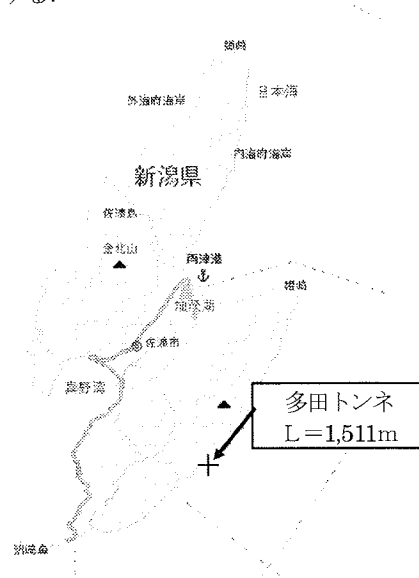 する．
鷲崎
日本海
外海府海岸
内海府海岸
新潟県
佐渡島
金北山
両津港
加茂湖
姫崎
佐渡市
真野湾
多田トンネ
L＝1,511m
沢崎鼻